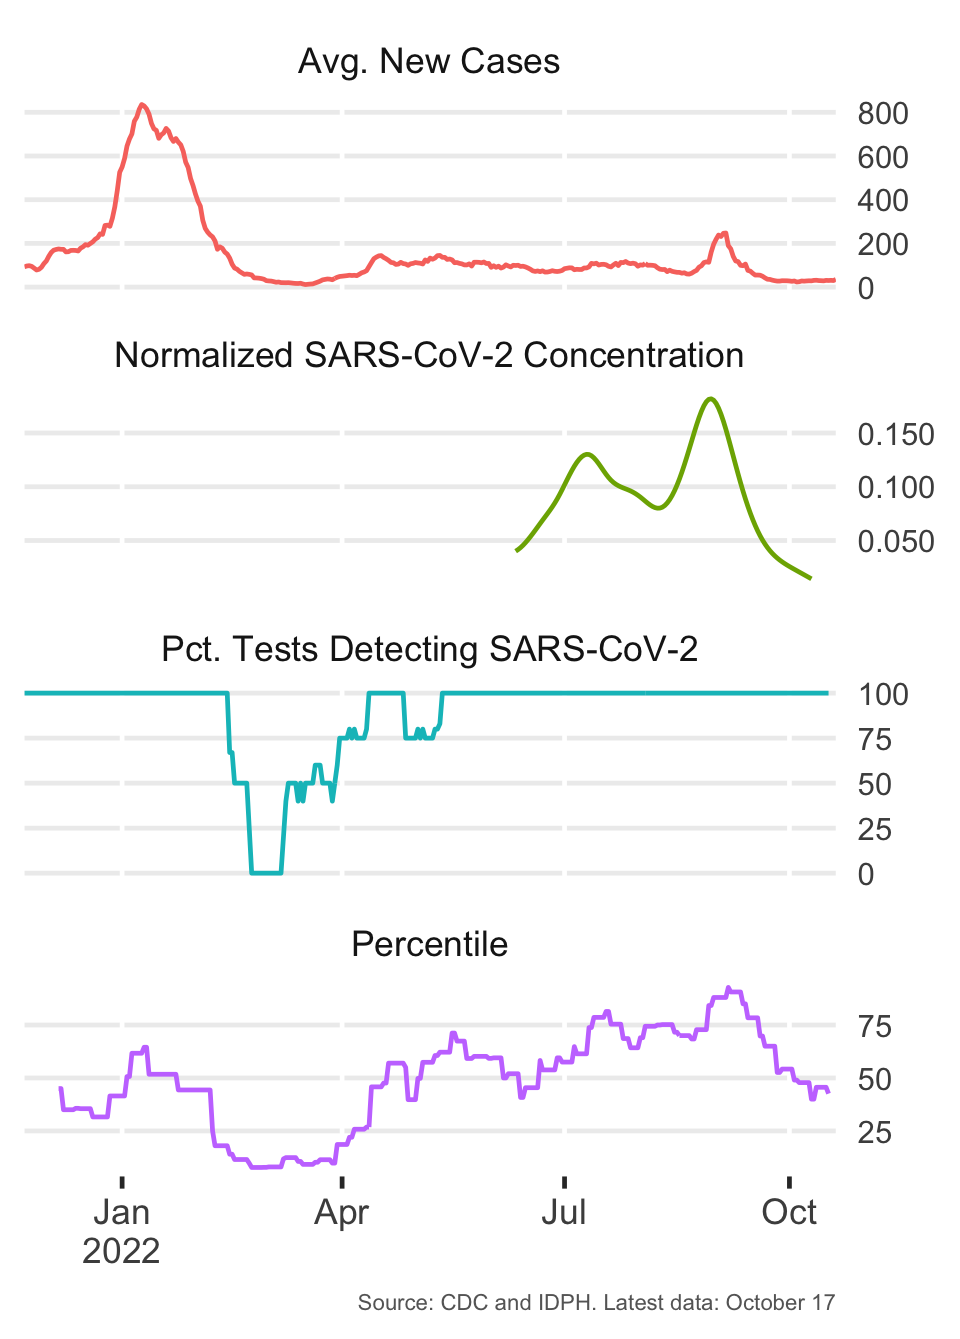 Avg. New Cases
800
600
400
200
0
Normalized SARS-CoV-2 Concentration
0.150
0.100
0.050
Pct. Tests Detecting SARS-CoV-2
100
75
50
25
0
Percentile
75
50
25
Jan Apr Jul Oct
2022
Source: CDC and IDPH. Latest data: October 17